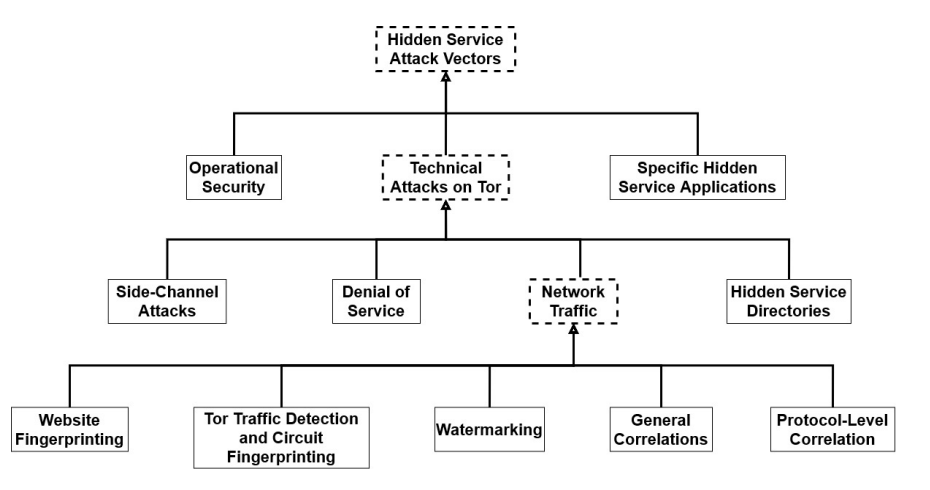 Hidden Service
Attack Vectors
Operational
Security
Technical
Attacks on Tor
Specific Hidden
Service Applications
Side-Channel
Attacks
Denial of
Service
Network
Traffic
Hidden Service
Directories
Website
Fingerprinting
Tor Traffic Detection
and Circuit
Fingerprinting
Watermarking
General
Correlations
Protocol-Level
Correlation